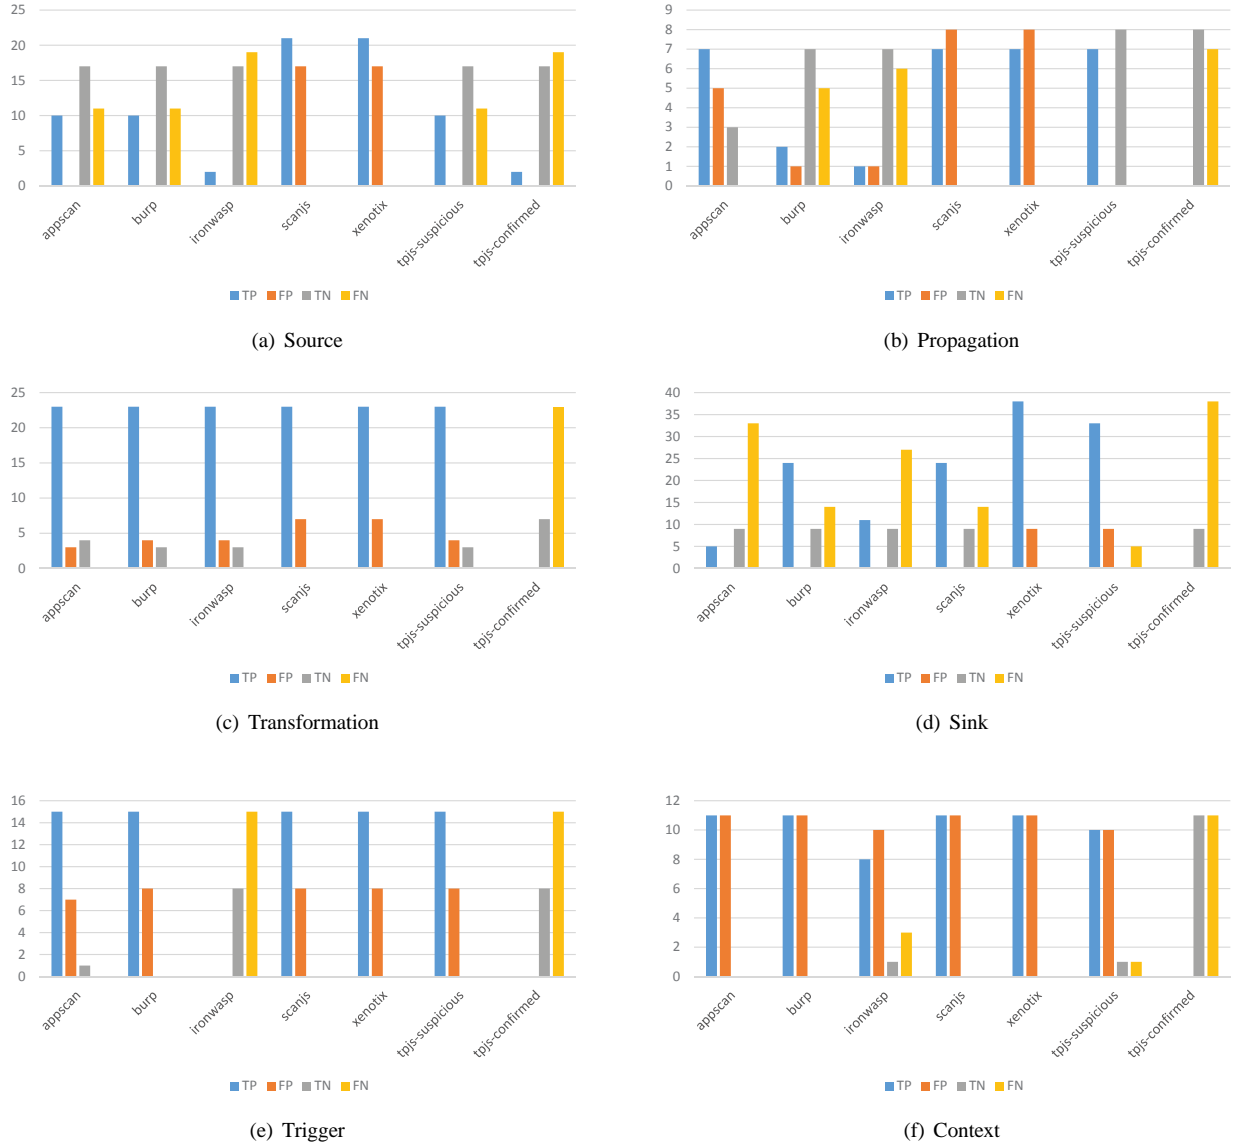 25
20
15
10
5
0
appscan
burp
ironwasp
scanjs
xenotix
tpjs-suspicious
tpjs-confirmed
TP FP TN FN
(a) Source
9
8
7
6
5
4
3
2
1
0
appscan
burp
ironwasp
scanjs
xenotix
tpjs-suspicious
tpjs-confirmed
TP FP TN FN
(b) Propagation
25
20
15
10
5
0
appscan
burp
ironwasp
scanjs
xenotix
tpjs-suspicious
tpjs-confirmed
TP FP TN FN
(c) Transformation
40
35
30
25
20
15
10
5
0
appscan
burp
ironwasp
scanjs
xenotix
tpjs-suspicious
tpjs-confirmed
TP FP TN FN
(d) Sink
16
14
12
10
8
6
4
2
0
appscan
burp
ironwasp
scanjs
xenotix
tpjs-suspicious
tpjs-confirmed
TP FP TN FN
(e) Trigger
12
10
8
6
4
2
0
appscan
burp
ironwasp
scanjs
xenotix
tpjs-suspicious
tpjs-confirmed
TP FP TN FN
(f) Context